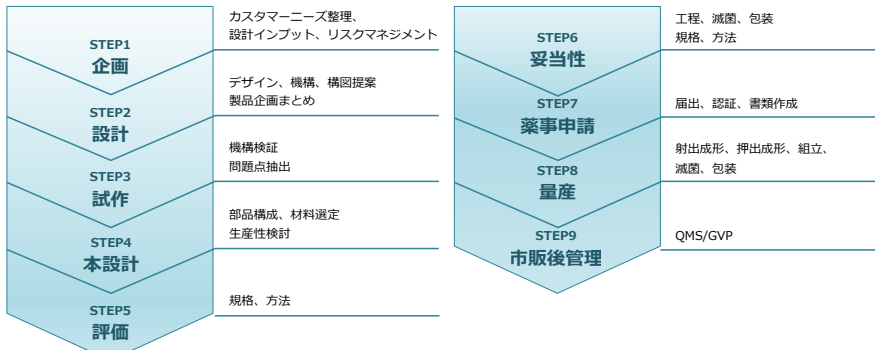 STEP1
企画
カスタマーニーズ整理、
設計インプット、リスクマネジメント
STEP2
設計
デザイン、機構、構図提案
製品企画まとめ
STEP3
試作
機構検証
問題点抽出
STEP4
本設計
部品構成、材料選定
生産性検討
STEP5
評価
規格、方法
STEP6
妥当性
工程、滅菌、包装
規格、方法
STEP7
薬事申請
届出、認証、書類作成
STEP8
量産
射出成形、押出成形、組立、
滅菌、包装
STEP9
市販後管理
QMS/GVP